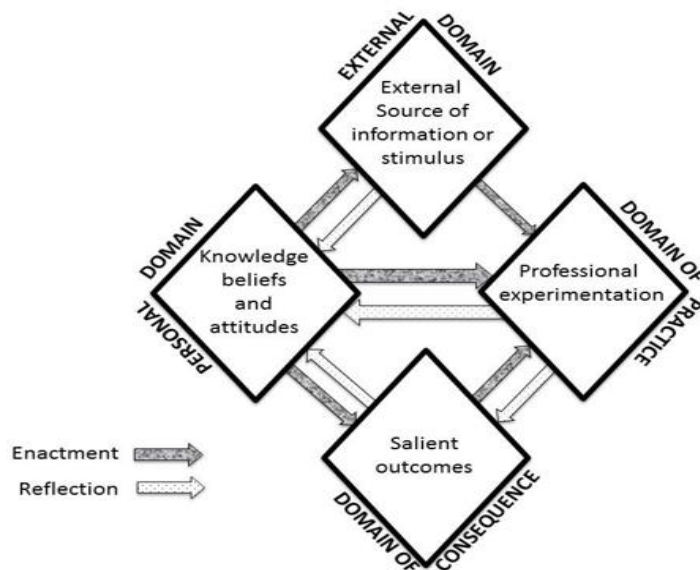 EXTERNAL DOMAIN
External
Source of
information or
stimulus
PERSONAL DOMAIN
Knowledge
beliefs
and
attitudes
DOMAIN OF PRACTICE
Professional
experimentation
Salient
outcomes
DOMAIN OF CONSEQUENCE
Enactment
Reflection